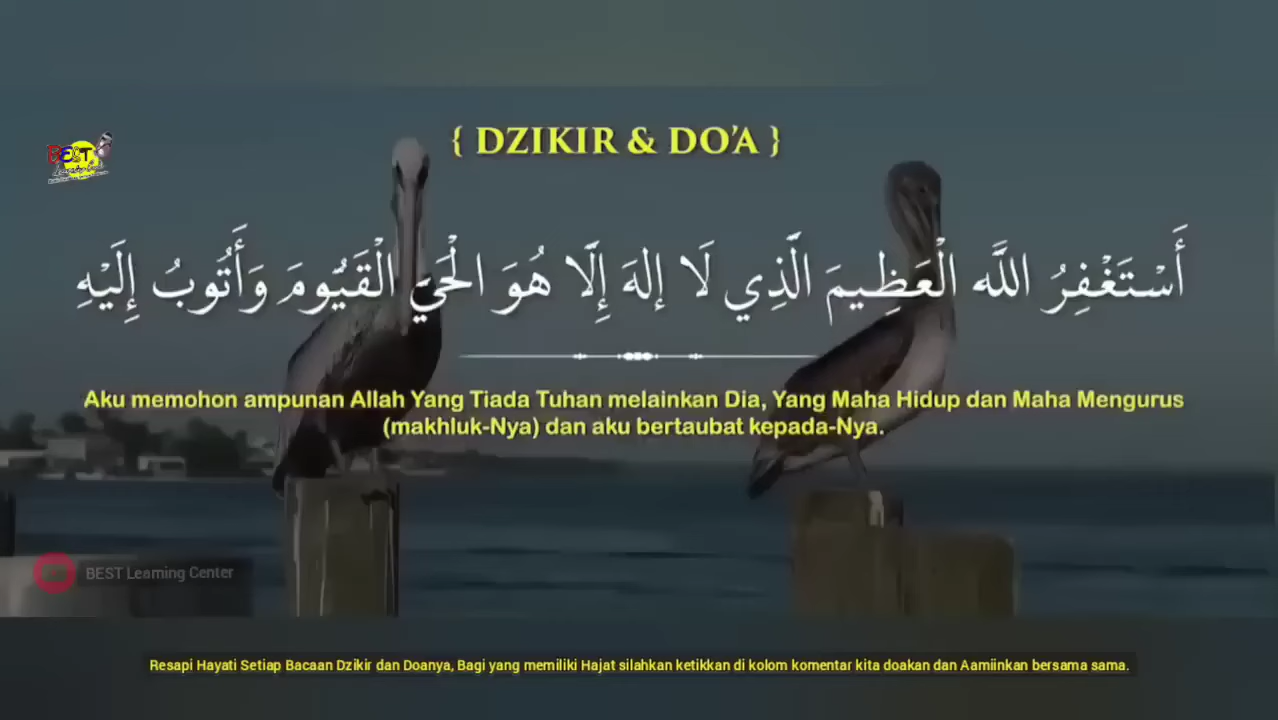 BEST
{ DZIKIR & DO'A }
أَسْتَغْفِرُ اللَّه الْعَظِيمَ الَّذِي لَا إلهَ إِلَّا هُوَ الْحَيَّ الْقَيُّومَ وَأَتُوبُ إِلَيْهِ
Aku memohon ampunan Allah Yang Tiada Tuhan melainkan Dia, Yang Maha Hidup dan Maha Mengurus
(makhluk-Nya) dan aku bertaubat kepada-Nya.
BEST Learning Center
Resapi Hayati Setiap Bacaan Dzikir dan Doanya, Bagi yang memiliki Hajat silahkan ketikkan di kolom komentar kita doakan dan Aamiinkan bersama sama.